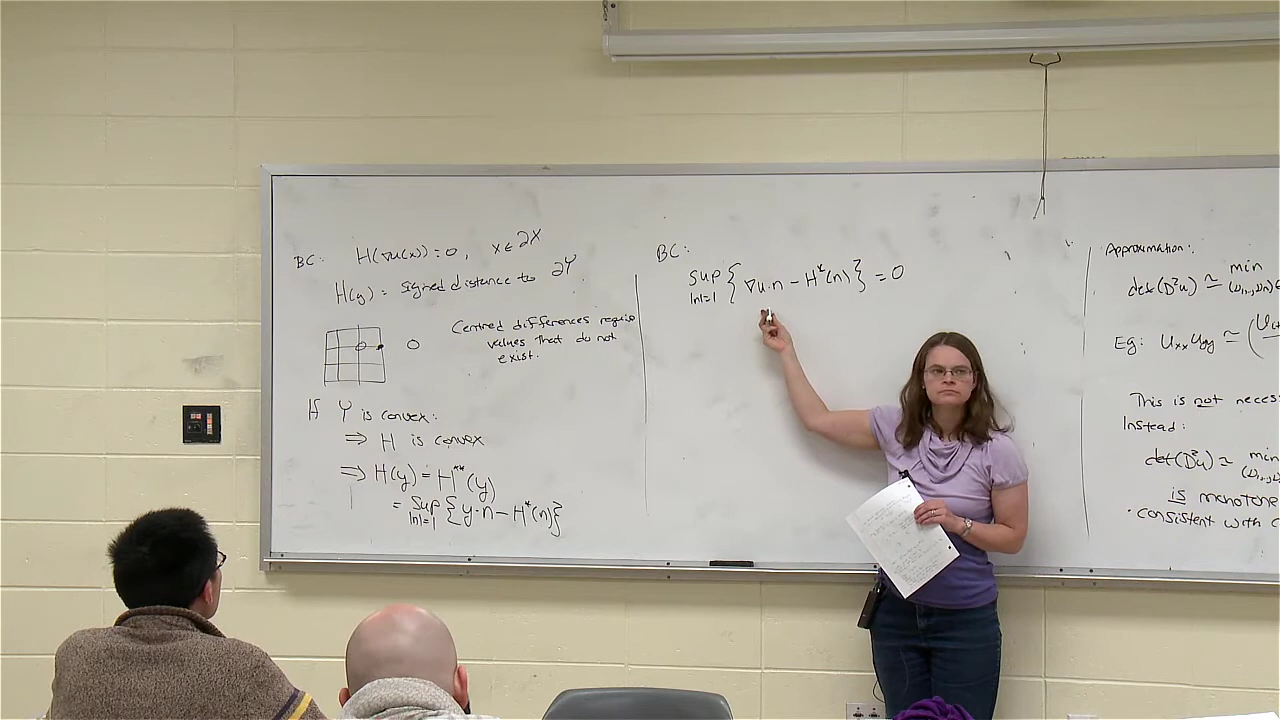 BC: H(∇u(x)) = 0, x ∈ ∂X
H(y) = signed distance to ∂Y
Centred differences require
values that do not
exist.
If Y is convex:
⇒ H is convex
⇒ H(y) = H**(y)
= sup {y·n − H*(n)}
|n|=1
BC:
sup { ∇u·n − H*(n) } = 0
|n|=1
Approximation:
det(D²u) ≃ min
Eg: Uxx Uyy ≃
This is not
Instead:
det(D²u) ≃ min
is monotone
· consistent with